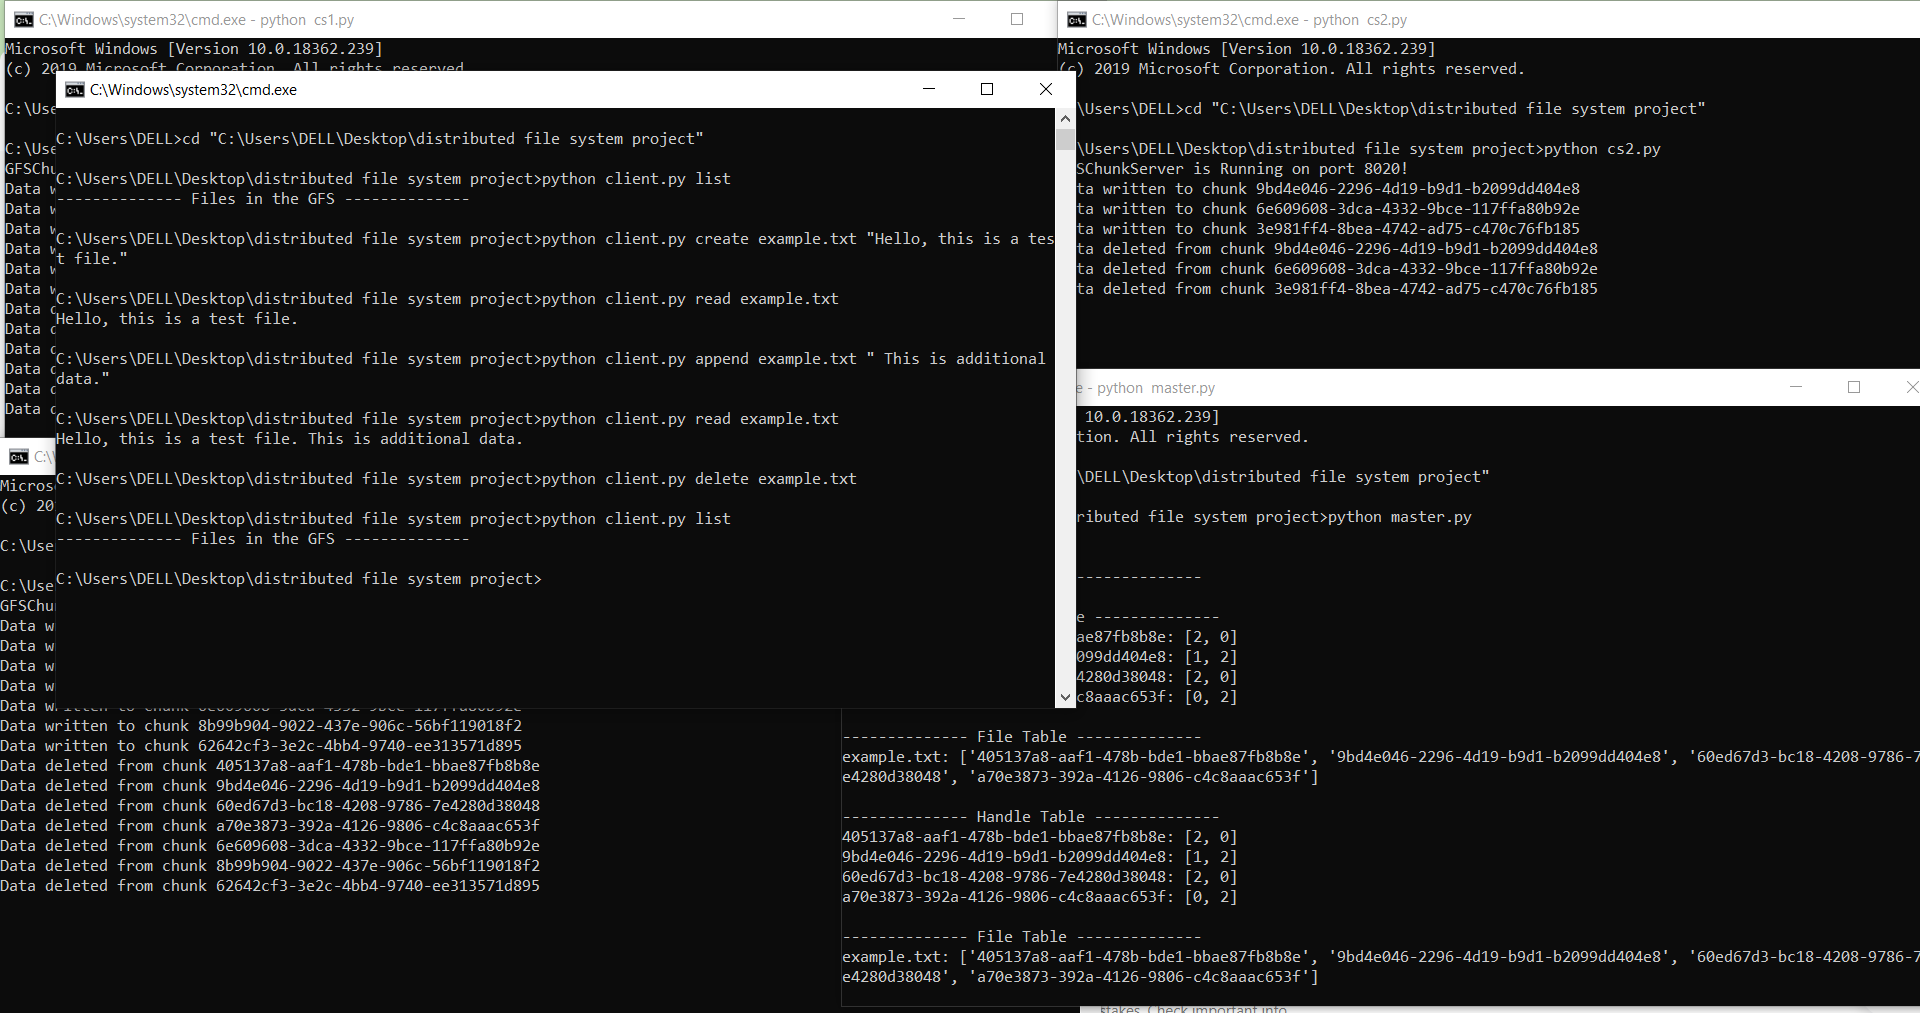 C:\Windows\system32\cmd.exe - python  cs1.py
Microsoft Windows [Version 10.0.18362.239]
(c) 2019 Microsoft Corporation. All rights reserved.
C:\Use
C:\Use
GFSChu
Data w
Data w
Data w
Data w
Data w
Data w
Data d
Data d
Data d
Data d
Data d
Data d
C:\Windows\system32\cmd.exe
C:\Users\DELL>cd "C:\Users\DELL\Desktop\distributed file system project"
C:\Users\DELL\Desktop\distributed file system project>python client.py list
-------------- Files in the GFS --------------
C:\Users\DELL\Desktop\distributed file system project>python client.py create example.txt "Hello, this is a tes
t file."
C:\Users\DELL\Desktop\distributed file system project>python client.py read example.txt
Hello, this is a test file.
C:\Users\DELL\Desktop\distributed file system project>python client.py append example.txt " This is additional
data."
C:\Users\DELL\Desktop\distributed file system project>python client.py read example.txt
Hello, this is a test file. This is additional data.
C:\Users\DELL\Desktop\distributed file system project>python client.py delete example.txt
C:\Users\DELL\Desktop\distributed file system project>python client.py list
-------------- Files in the GFS --------------
C:\Users\DELL\Desktop\distributed file system project>
C:\Windows\system32\cmd.exe - python  cs2.py
Microsoft Windows [Version 10.0.18362.239]
(c) 2019 Microsoft Corporation. All rights reserved.
\Users\DELL>cd "C:\Users\DELL\Desktop\distributed file system project"
\Users\DELL\Desktop\distributed file system project>python cs2.py
SChunkServer is Running on port 8020!
ta written to chunk 9bd4e046-2296-4d19-b9d1-b2099dd404e8
ta written to chunk 6e609608-3dca-4332-9bce-117ffa80b92e
ta written to chunk 3e981ff4-8bea-4742-ad75-c470c76fb185
ta deleted from chunk 9bd4e046-2296-4d19-b9d1-b2099dd404e8
ta deleted from chunk 6e609608-3dca-4332-9bce-117ffa80b92e
ta deleted from chunk 3e981ff4-8bea-4742-ad75-c470c76fb185
C:\
Micros
(c) 20
C:\Use
C:\Use
GFSChu
Data w
Data w
Data w
Data w
Data written to chunk 6e609608-3dca-4332-9bce-117ffa80b92e
Data written to chunk 8b99b904-9022-437e-906c-56bf119018f2
Data written to chunk 62642cf3-3e2c-4bb4-9740-ee313571d895
Data deleted from chunk 405137a8-aaf1-478b-bde1-bbae87fb8b8e
Data deleted from chunk 9bd4e046-2296-4d19-b9d1-b2099dd404e8
Data deleted from chunk 60ed67d3-bc18-4208-9786-7e4280d38048
Data deleted from chunk a70e3873-392a-4126-9806-c4c8aaac653f
Data deleted from chunk 6e609608-3dca-4332-9bce-117ffa80b92e
Data deleted from chunk 8b99b904-9022-437e-906c-56bf119018f2
Data deleted from chunk 62642cf3-3e2c-4bb4-9740-ee313571d895
e - python  master.py
10.0.18362.239]
tion. All rights reserved.
\DELL\Desktop\distributed file system project"
ributed file system project>python master.py
--------------
e --------------
ae87fb8b8e: [2, 0]
099dd404e8: [1, 2]
4280d38048: [2, 0]
c8aaac653f: [0, 2]
-------------- File Table --------------
example.txt: ['405137a8-aaf1-478b-bde1-bbae87fb8b8e', '9bd4e046-2296-4d19-b9d1-b2099dd404e8', '60ed67d3-bc18-4208-9786-7
e4280d38048', 'a70e3873-392a-4126-9806-c4c8aaac653f']
-------------- Handle Table --------------
405137a8-aaf1-478b-bde1-bbae87fb8b8e: [2, 0]
9bd4e046-2296-4d19-b9d1-b2099dd404e8: [1, 2]
60ed67d3-bc18-4208-9786-7e4280d38048: [2, 0]
a70e3873-392a-4126-9806-c4c8aaac653f: [0, 2]
-------------- File Table --------------
example.txt: ['405137a8-aaf1-478b-bde1-bbae87fb8b8e', '9bd4e046-2296-4d19-b9d1-b2099dd404e8', '60ed67d3-bc18-4208-9786-7
e4280d38048', 'a70e3873-392a-4126-9806-c4c8aaac653f']
stakes. Check important info.